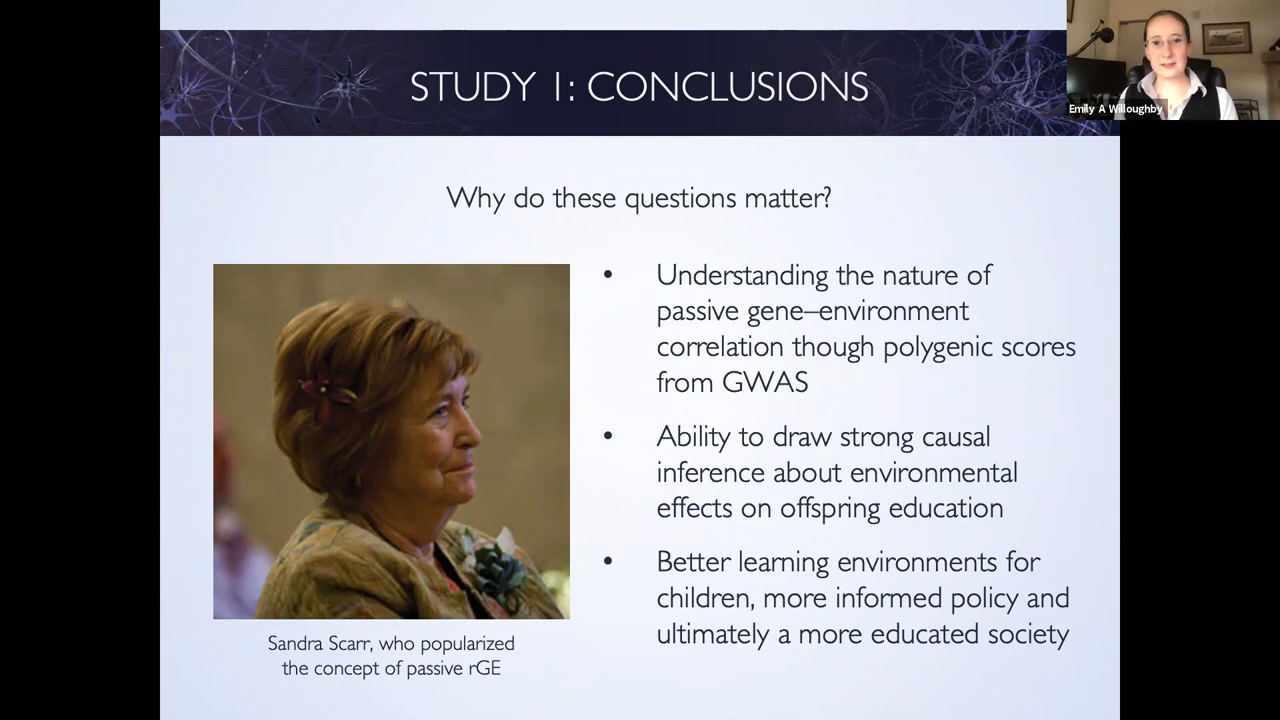 STUDY 1: CONCLUSIONS
Emily A Willoughby
Why do these questions matter?
• Understanding the nature of
passive gene–environment
correlation though polygenic scores
from GWAS
• Ability to draw strong causal
inference about environmental
effects on offspring education
• Better learning environments for
children, more informed policy and
ultimately a more educated society
Sandra Scarr, who popularized
the concept of passive rGE